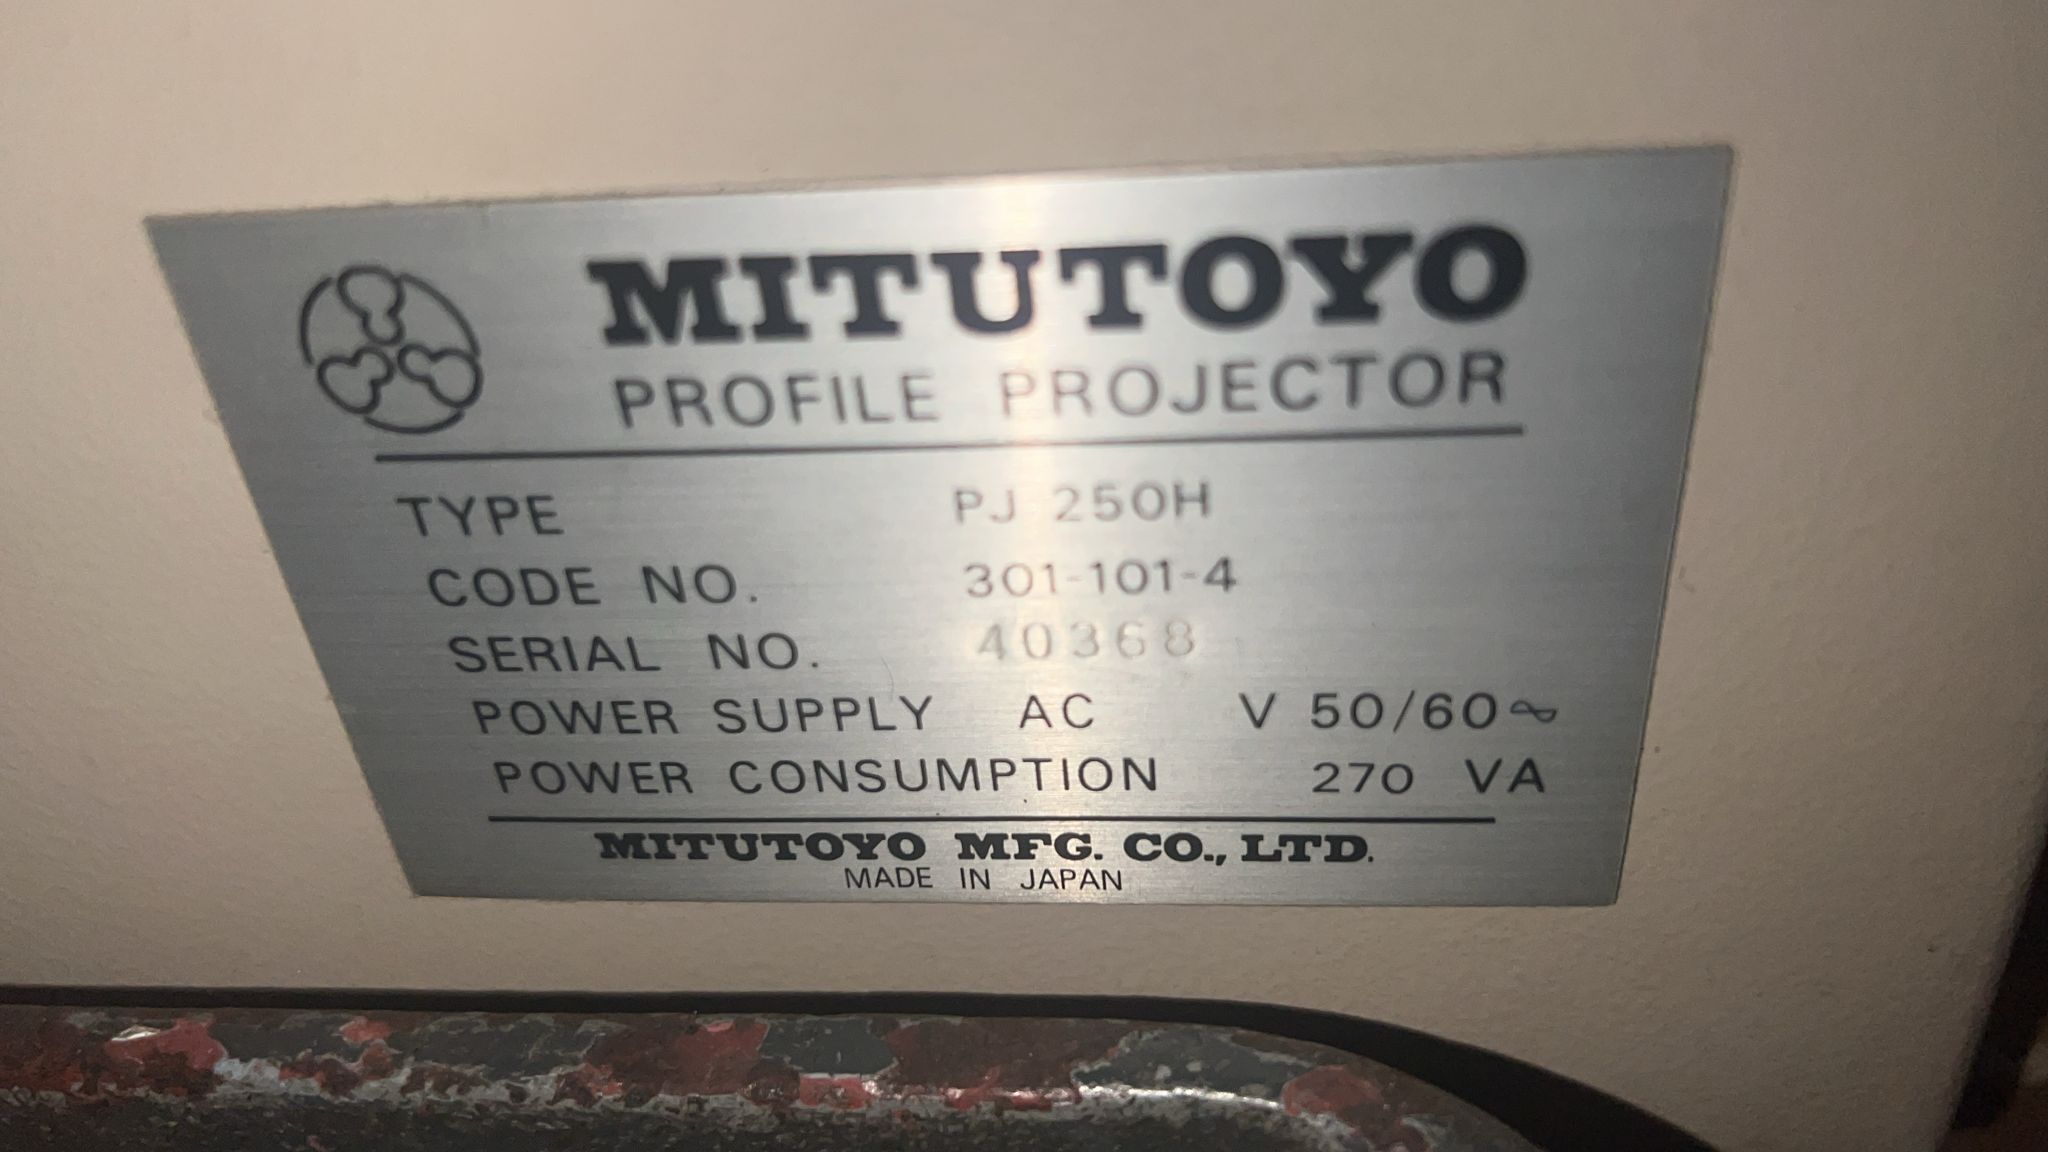 MITUTOYO
PROFILE PROJECTOR
TYPE PJ 250H
CODE NO. 301-101-4
SERIAL NO. 40368
POWER SUPPLY AC V 50/60∿
POWER CONSUMPTION 270 VA
MITUTOYO MFG. CO., LTD.
MADE IN JAPAN